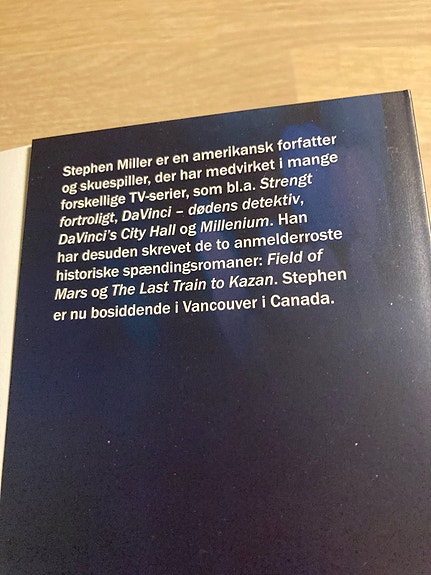 Stephen Miller er en amerikansk forfatter
og skuespiller, der har medvirket i mange
forskellige TV-serier, som bl.a. Strengt
fortroligt, DaVinci – dødens detektiv,
DaVinci's City Hall og Millenium. Han
har desuden skrevet de to anmelderroste
historiske spændingsromaner: Field of
Mars og The Last Train to Kazan. Stephen
er nu bosiddende i Vancouver i Canada.